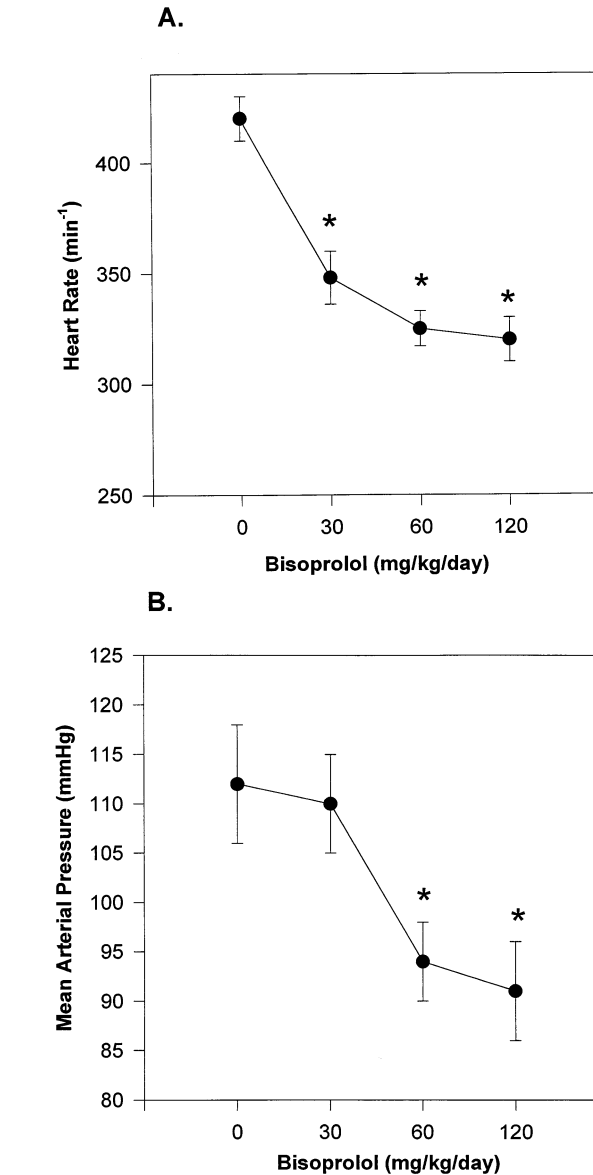 A.
Heart Rate (min⁻¹)
400
350
300
250
*
*
*
0 30 60 120
Bisoprolol (mg/kg/day)
B.
Mean Arterial Pressure (mmHg)
125
120
115
110
105
100
95
90
85
80
*
*
0 30 60 120
Bisoprolol (mg/kg/day)